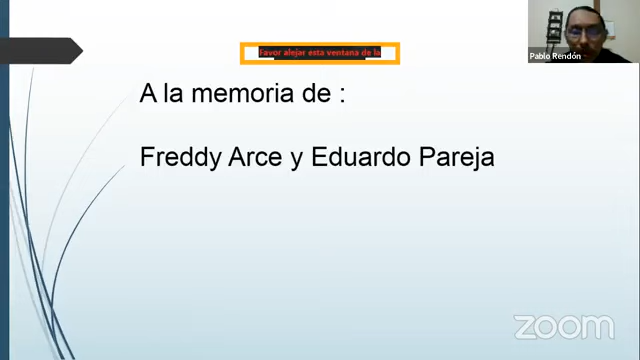 Favor alejar esta ventana de la
Pablo Rendón
A la memoria de :
Freddy Arce y Eduardo Pareja
zoom